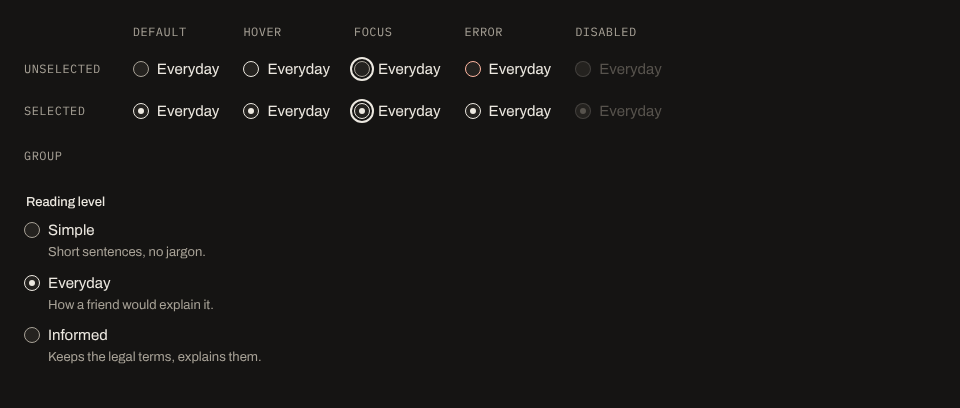 DEFAULT HOVER FOCUS ERROR DISABLED
UNSELECTED Everyday Everyday Everyday Everyday Everyday
SELECTED Everyday Everyday Everyday Everyday Everyday
GROUP
Reading level
Simple
Short sentences, no jargon.
Everyday
How a friend would explain it.
Informed
Keeps the legal terms, explains them.